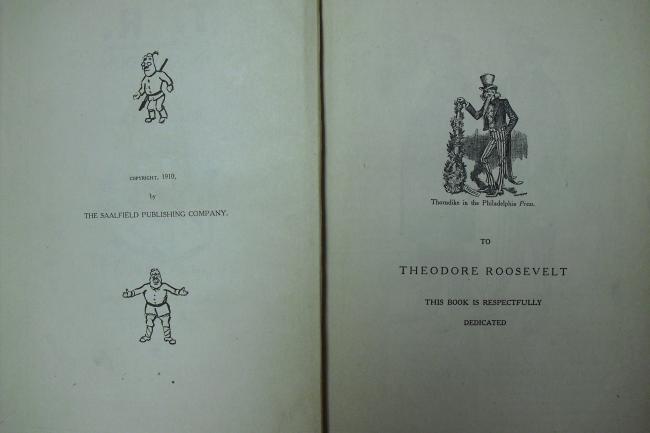 COPYRIGHT, 1910,
by
THE SAALFIELD PUBLISHING COMPANY.
Thorndike in the Philadelphia Press.
TO
THEODORE ROOSEVELT
THIS BOOK IS RESPECTFULLY
DEDICATED